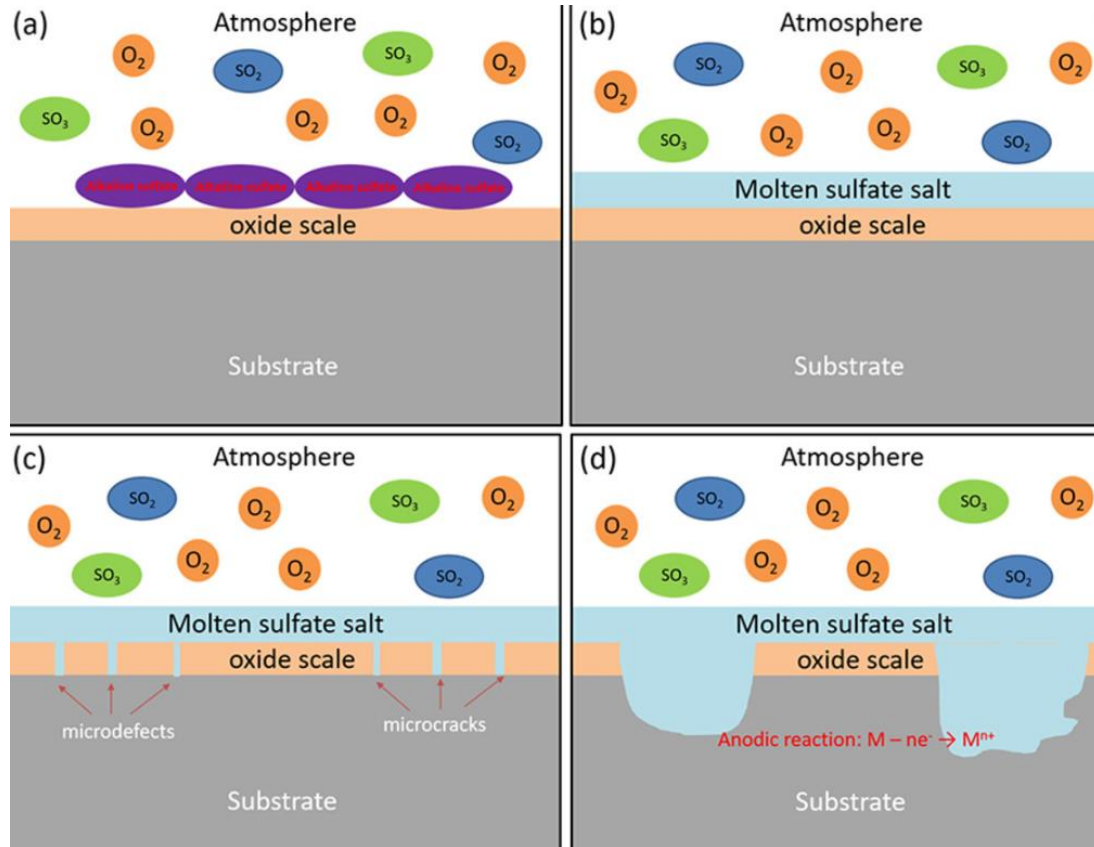 (a)
Atmosphere
O2
SO2
SO3
O2
SO3
O2
O2
O2
SO2
Alkaline sulfate
Alkaline sulfate
Alkaline sulfate
Alkaline sulfate
oxide scale
Substrate
(b)
Atmosphere
O2
SO2
O2
SO3
O2
SO3
O2
O2
SO2
Molten sulfate salt
oxide scale
Substrate
(c)
Atmosphere
O2
SO2
O2
SO3
O2
SO3
O2
O2
SO2
Molten sulfate salt
oxide scale
microdefects
microcracks
Substrate
(d)
Atmosphere
O2
SO2
O2
SO3
O2
SO3
O2
O2
SO2
Molten sulfate salt
oxide scale
Anodic reaction: M – ne⁻ → Mⁿ⁺
Substrate